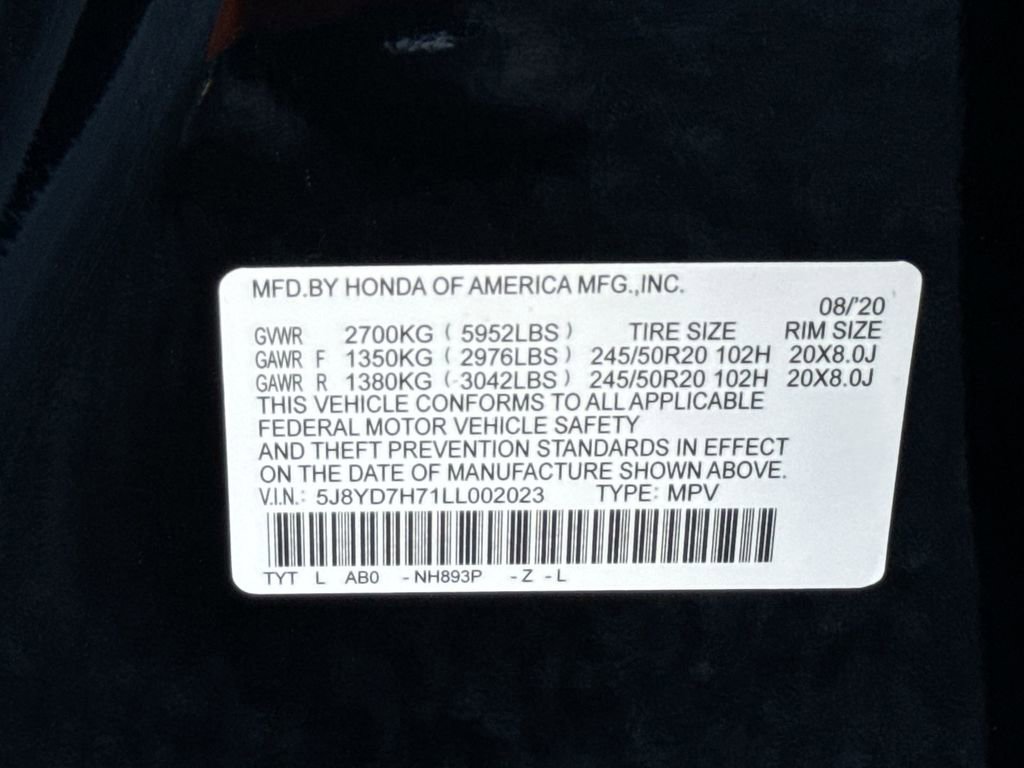 MFD.BY HONDA OF AMERICA MFG.,INC.
08/'20
GVWR 2700KG ( 5952LBS ) TIRE SIZE RIM SIZE
GAWR F 1350KG ( 2976LBS ) 245/50R20 102H 20X8.0J
GAWR R 1380KG ( 3042LBS ) 245/50R20 102H 20X8.0J
THIS VEHICLE CONFORMS TO ALL APPLICABLE
FEDERAL MOTOR VEHICLE SAFETY
AND THEFT PREVENTION STANDARDS IN EFFECT
ON THE DATE OF MANUFACTURE SHOWN ABOVE.
V.I.N.: 5J8YD7H71LL002023 TYPE: MPV
TYT L AB0 -NH893P -Z -L